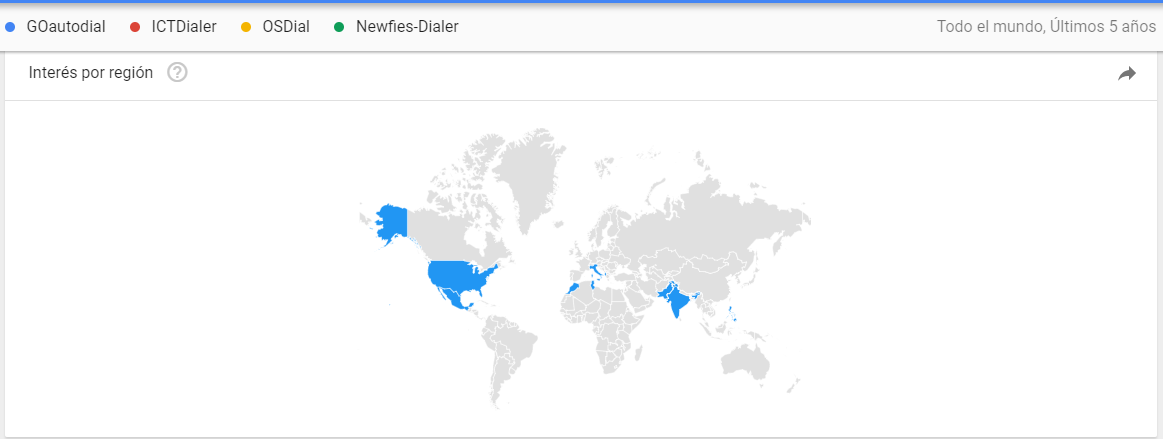 GOautodial ICTDialer OSDial Newfies-Dialer Todo el mundo, Últimos 5 años
Interés por región ?